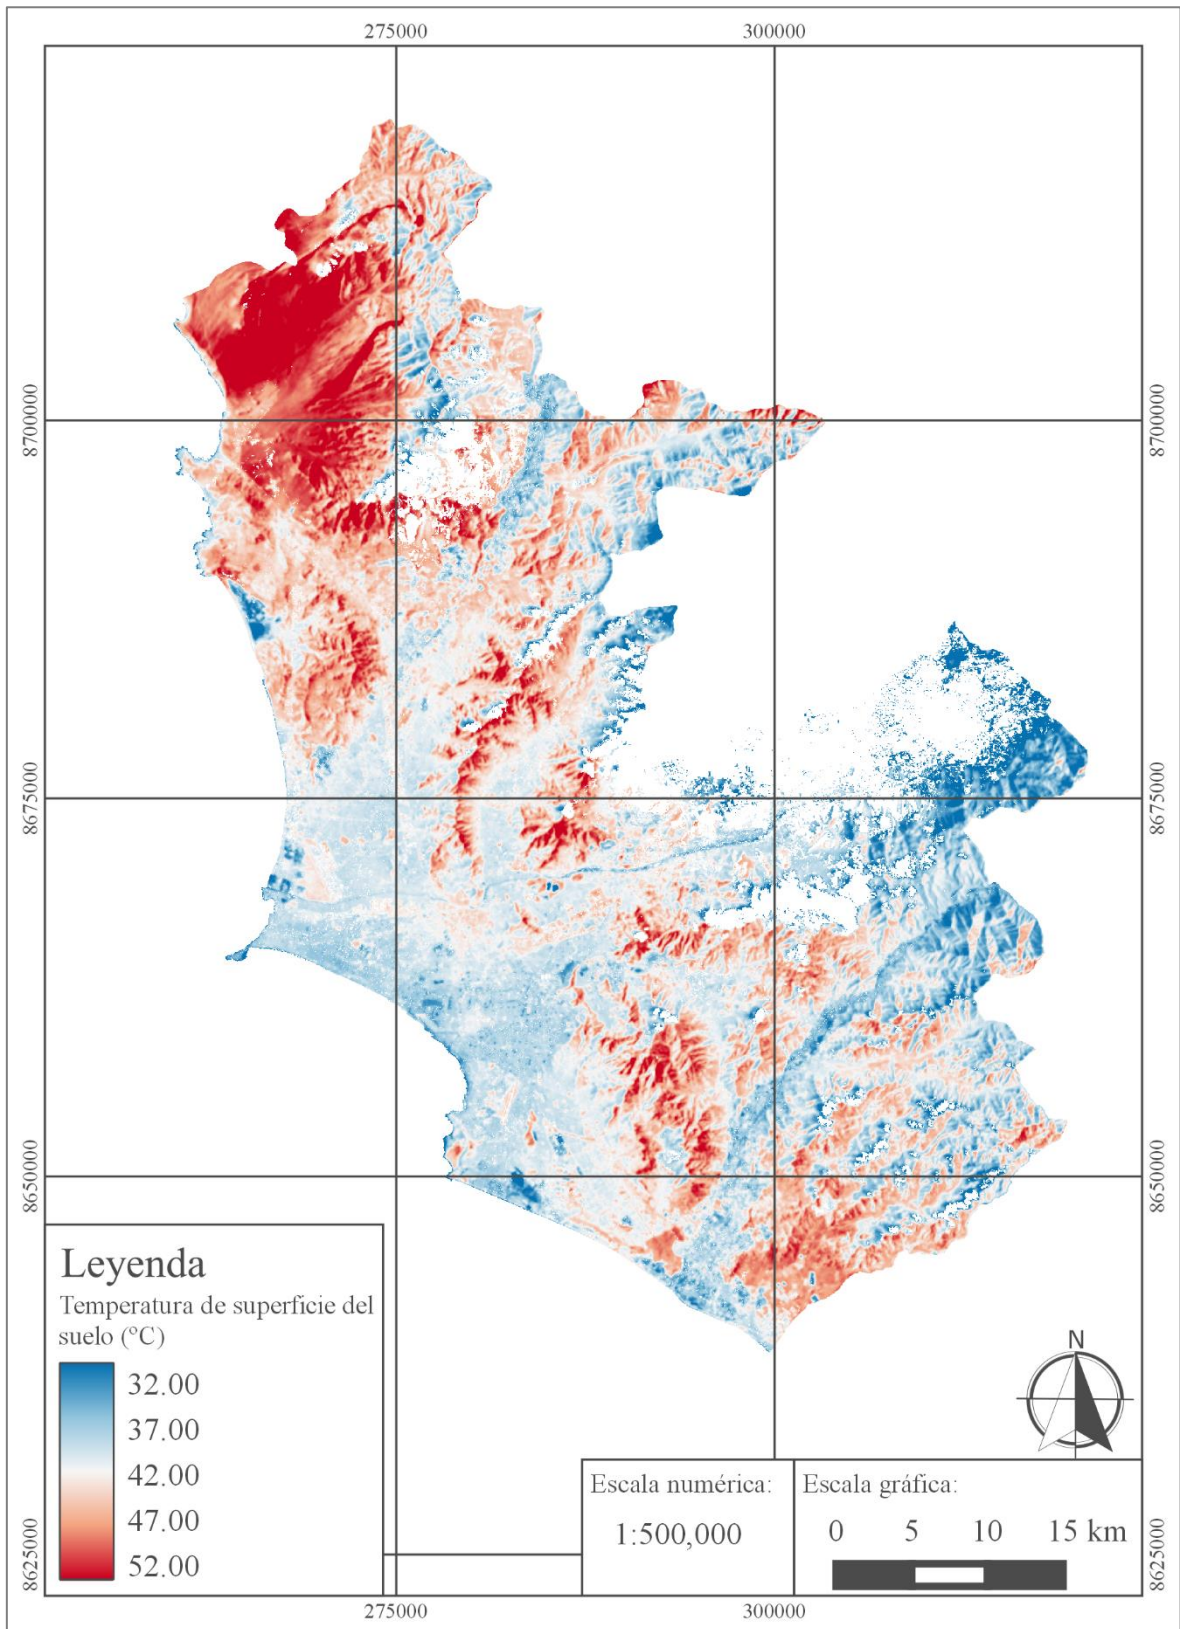 275000 300000
8700000 8700000
8675000 8675000
8650000 8650000
Leyenda
Temperatura de superficie del
suelo (ºC)
32.00
37.00
42.00
47.00
52.00
N
Escala numérica:
1:500,000
Escala gráfica:
0 5 10 15 km
8625000 8625000
275000 300000